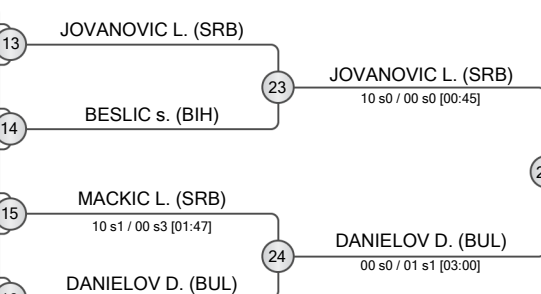 JOVANOVIC L. (SRB)
13
23
JOVANOVIC L. (SRB)
10 s0 / 00 s0 [00:45]
BESLIC s. (BIH)
14
MACKIC L. (SRB)
15
10 s1 / 00 s3 [01:47]
24
DANIELOV D. (BUL)
00 s0 / 01 s1 [03:00]
DANIELOV D. (BUL)